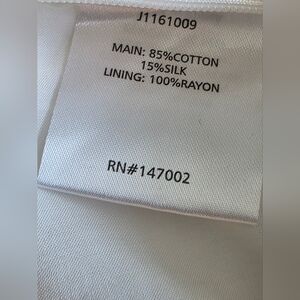 J1161009
MAIN: 85%COTTON
15%SILK
LINING: 100%RAYON
RN#147002